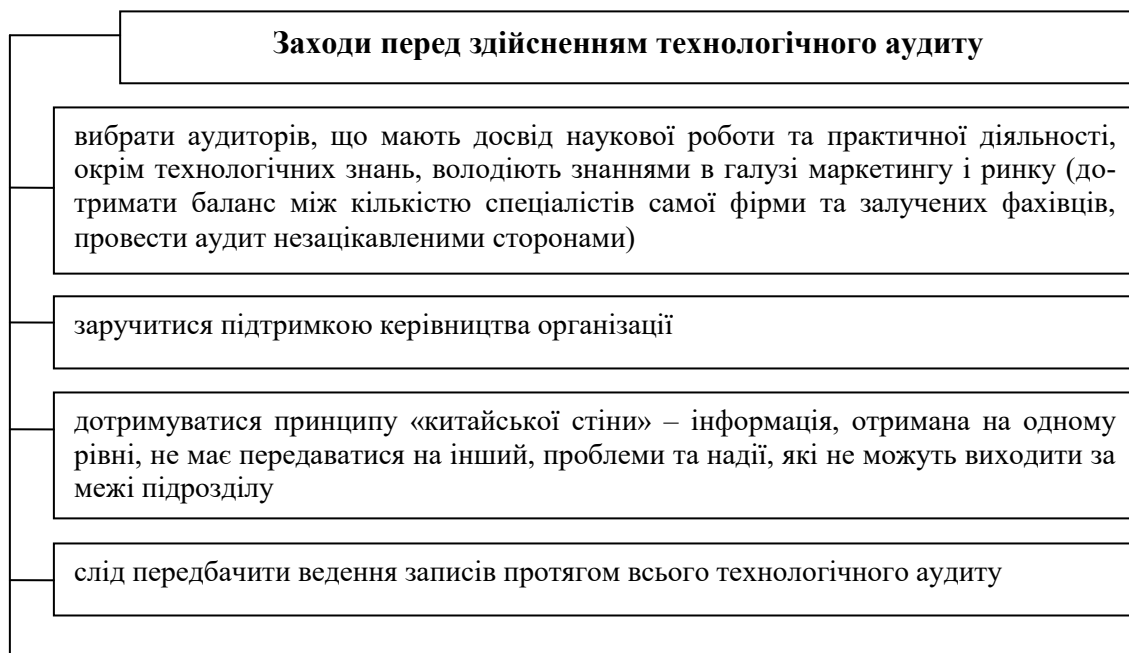 Заходи перед здійсненням технологічного аудиту
вибрати аудиторів, що мають досвід наукової роботи та практичної діяльності,
окрім технологічних знань, володіють знаннями в галузі маркетингу і ринку (до-
тримати баланс між кількістю спеціалістів самої фірми та залучених фахівців,
провести аудит незацікавленими сторонами)
заручитися підтримкою керівництва організації
дотримуватися принципу «китайської стіни» – інформація, отримана на одному
рівні, не має передаватися на інший, проблеми та надії, які не можуть виходити за
межі підрозділу
слід передбачити ведення записів протягом всього технологічного аудиту